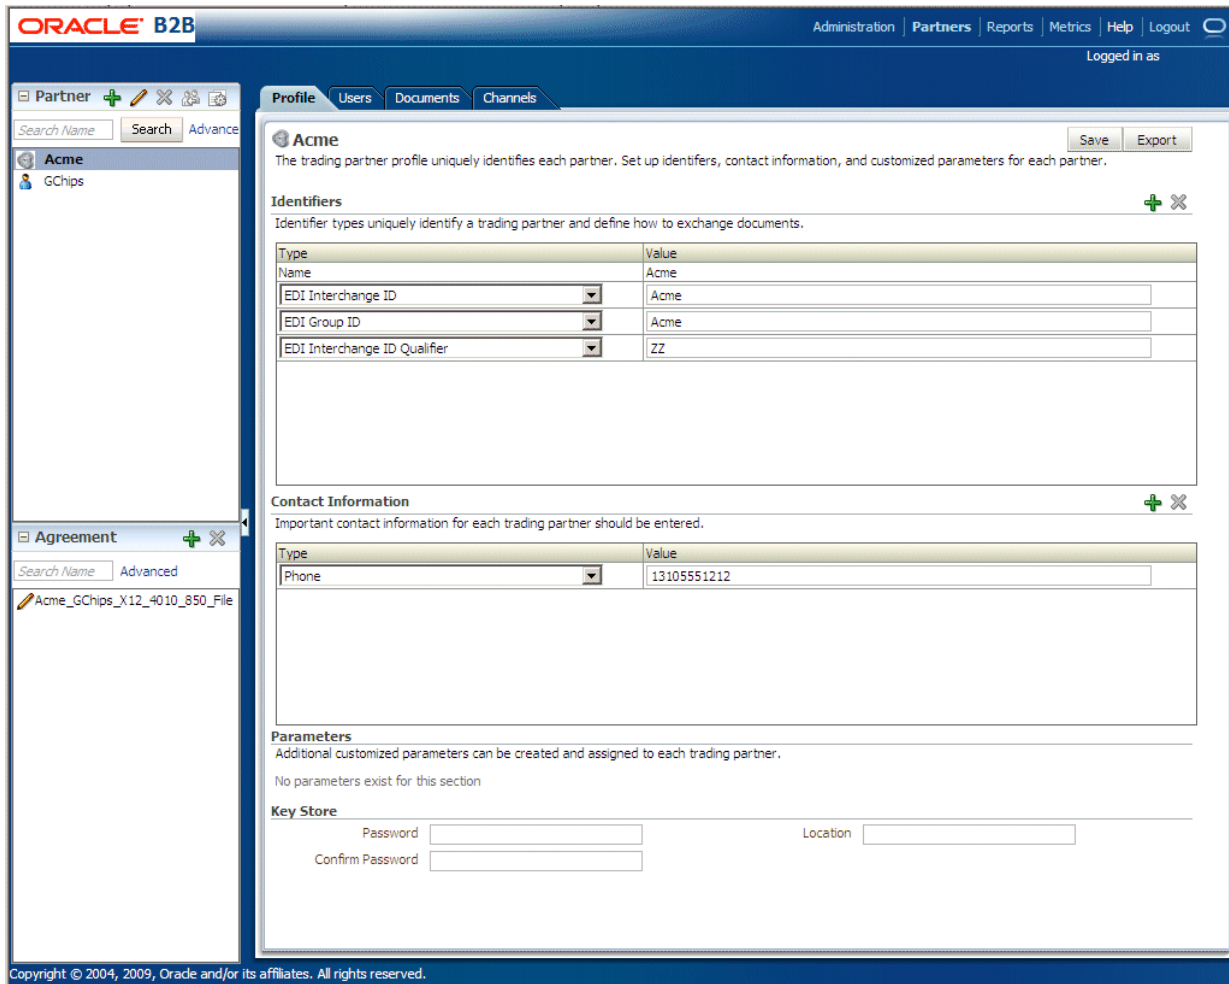 ORACLE B2B
Administration Partners Reports Metrics Help Logout
Logged in as
Partner
Search Name Search Advance
Acme
GChips
Agreement
Search Name Advanced
Acme_GChips_X12_4010_850_File
Profile Users Documents Channels
Acme Save Export
The trading partner profile uniquely identifies each partner. Set up identifers, contact information, and customized parameters for each partner.
Identifiers
Identifier types uniquely identify a trading partner and define how to exchange documents.
Type Value
Name Acme
EDI Interchange ID Acme
EDI Group ID Acme
EDI Interchange ID Qualifier ZZ
Contact Information
Important contact information for each trading partner should be entered.
Type Value
Phone 13105551212
Parameters
Additional customized parameters can be created and assigned to each trading partner.
No parameters exist for this section
Key Store
Password Location
Confirm Password
Copyright © 2004, 2009, Oracle and/or its affiliates. All rights reserved.